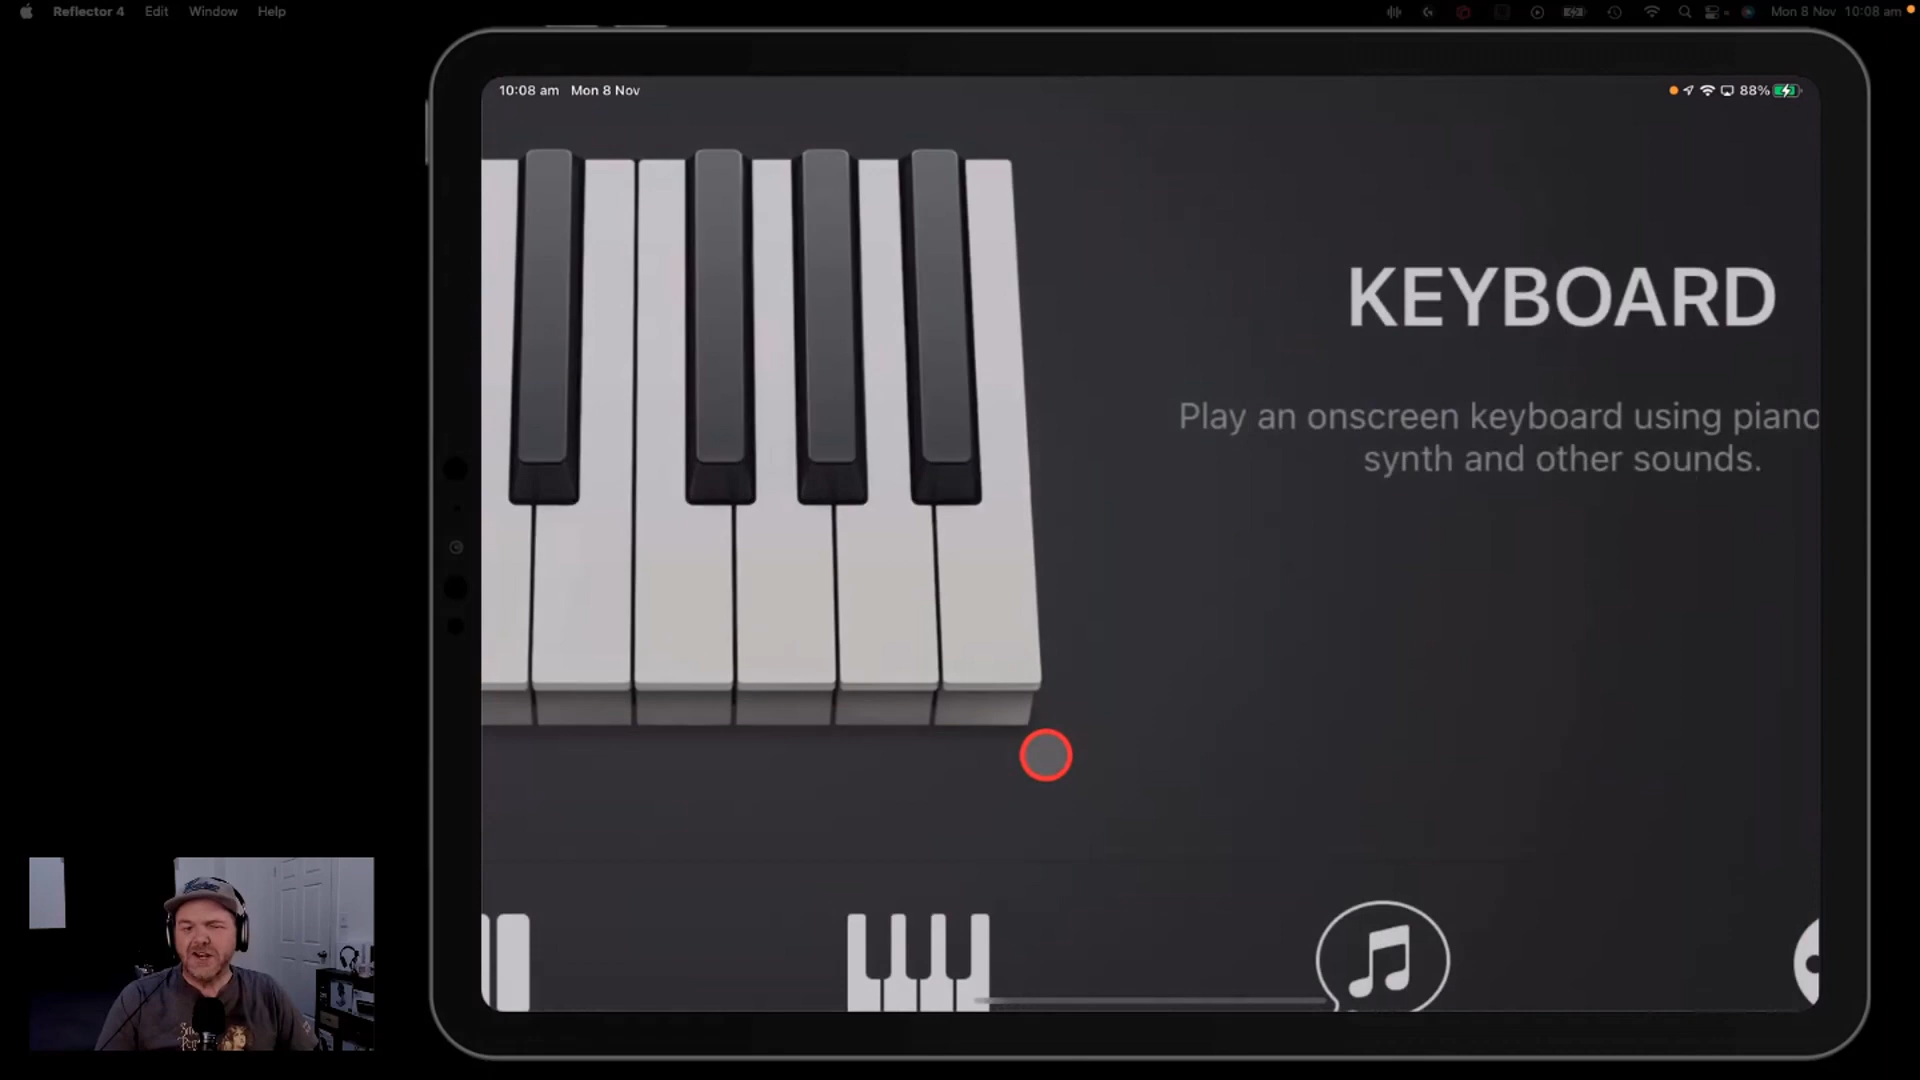 Reflector 4 Edit Window Help Mon 8 Nov 10:08 am
10:08 am Mon 8 Nov 88%
KEYBOARD
Play an onscreen keyboard using piano
synth and other sounds.